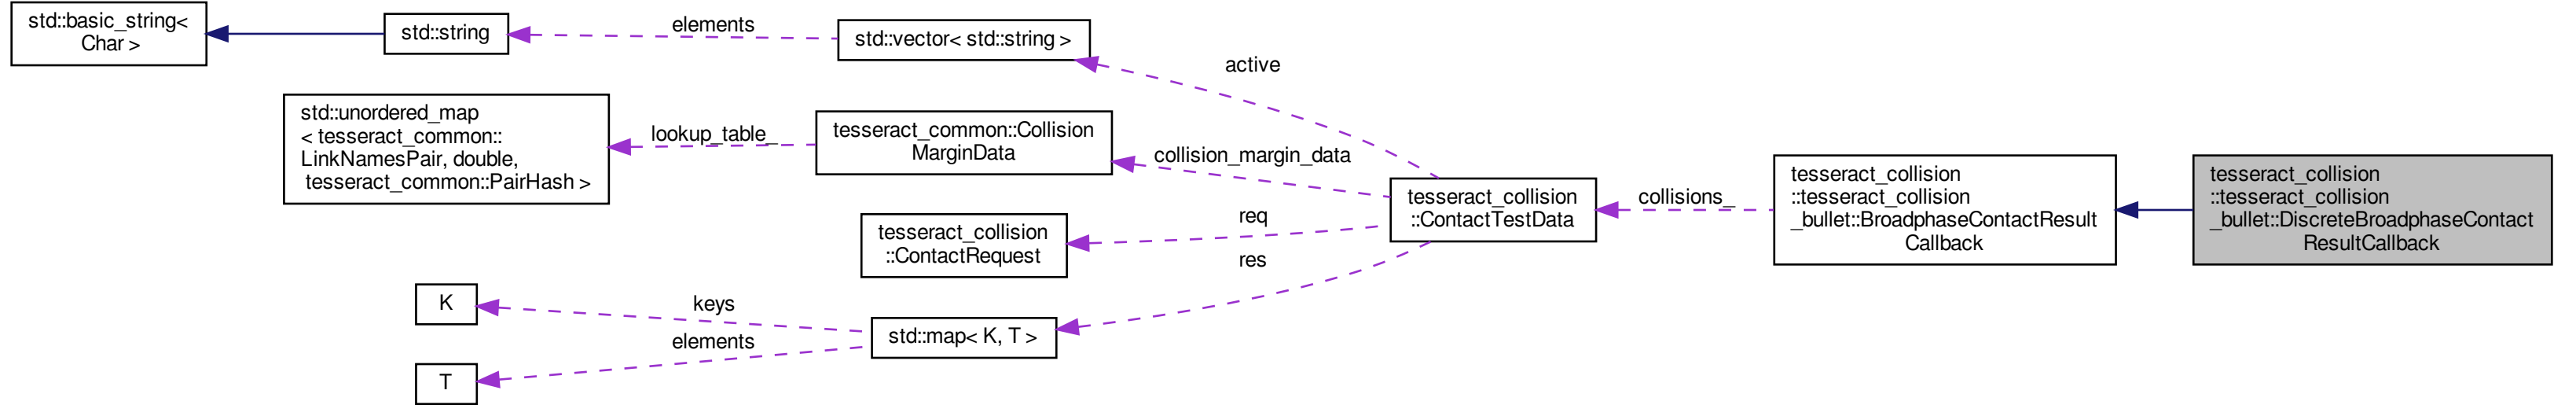 std::basic_string<
Char >
std::string
elements
std::vector< std::string >
active
std::unordered_map
< tesseract_common::
LinkNamesPair, double,
tesseract_common::PairHash >
lookup_table_
tesseract_common::Collision
MarginData
collision_margin_data
tesseract_collision
::ContactRequest
req
res
K
keys
T
elements
std::map< K, T >
tesseract_collision
::ContactTestData
collisions_
tesseract_collision
::tesseract_collision
_bullet::BroadphaseContactResult
Callback
tesseract_collision
::tesseract_collision
_bullet::DiscreteBroadphaseContact
ResultCallback